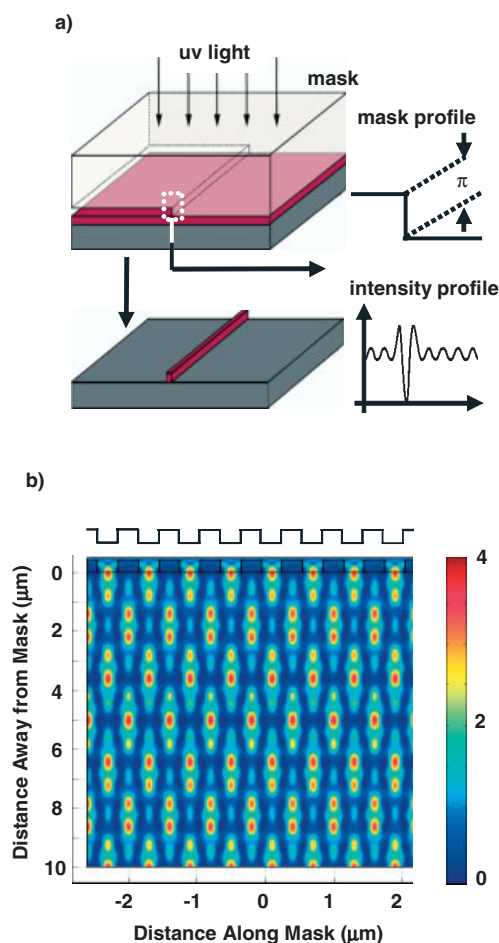 a)
uv light
mask
mask profile
π
intensity profile
b)
4
2
0
0
2
4
6
8
10
Distance Away from Mask (μm)
-2 -1 0 1 2
Distance Along Mask (μm)